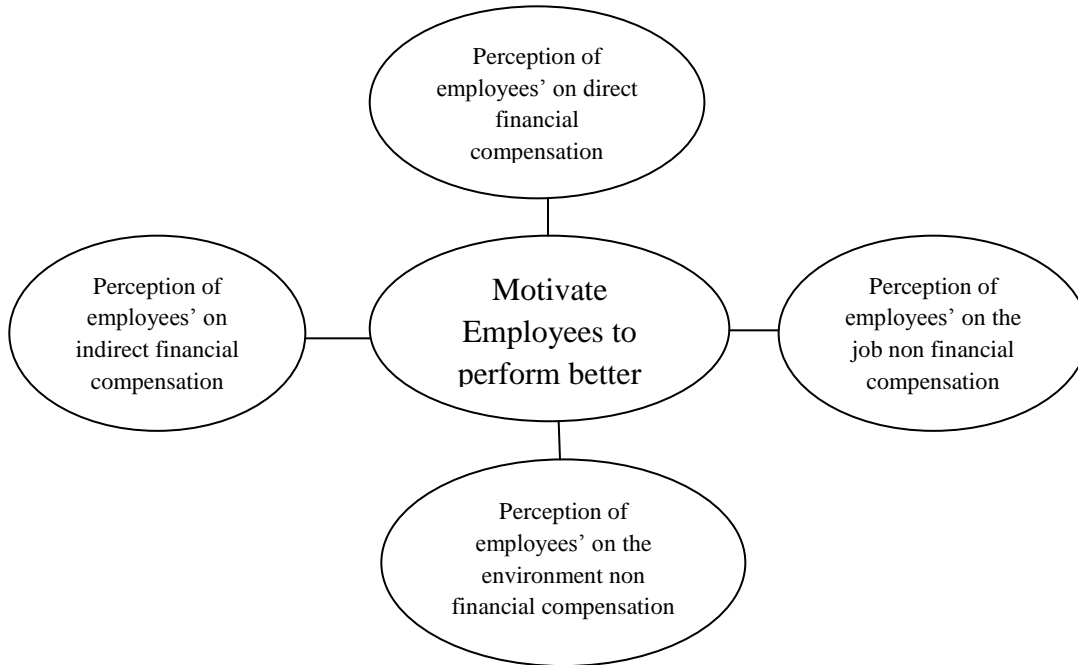 Perception of
employees’ on direct
financial
compensation
Perception of
employees’ on
indirect financial
compensation
Motivate
Employees to
perform better
Perception of
employees’ on the
job non financial
compensation
Perception of
employees’ on the
environment non
financial compensation